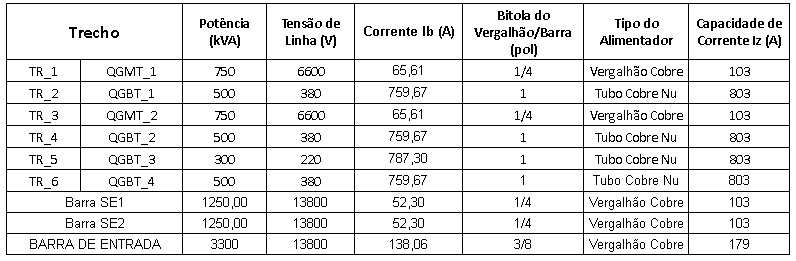 Trecho Potência (kVA) Tensão de Linha (V) Corrente Ib (A) Bitola do Vergalhão/Barra (pol) Tipo do Alimentador Capacidade de Corrente Iz (A)
TR_1 QGMT_1 750 6600 65,61 1/4 Vergalhão Cobre 103
TR_2 QGBT_1 500 380 759,67 1 Tubo Cobre Nu 803
TR_3 QGMT_2 750 6600 65,61 1/4 Vergalhão Cobre 103
TR_4 QGBT_2 500 380 759,67 1 Tubo Cobre Nu 803
TR_5 QGBT_3 300 220 787,30 1 Tubo Cobre Nu 803
TR_6 QGBT_4 500 380 759,67 1 Tubo Cobre Nu 803
Barra SE1 1250,00 13800 52,30 1/4 Vergalhão Cobre 103
Barra SE2 1250,00 13800 52,30 1/4 Vergalhão Cobre 103
BARRA DE ENTRADA 3300 13800 138,06 3/8 Vergalhão Cobre 179